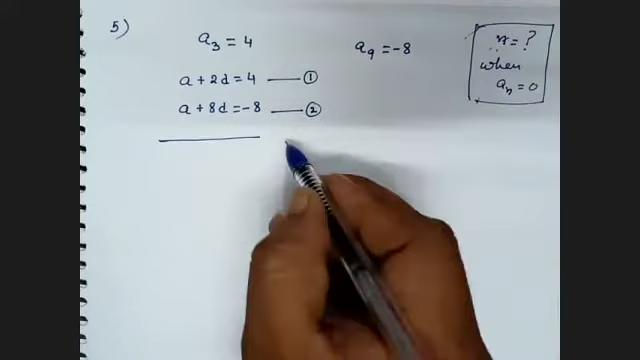 5)
a₃ = 4    a₉ = -8
a + 2d = 4 —— ①
a + 8d = -8 —— ②
n = ?
when
aₙ = 0